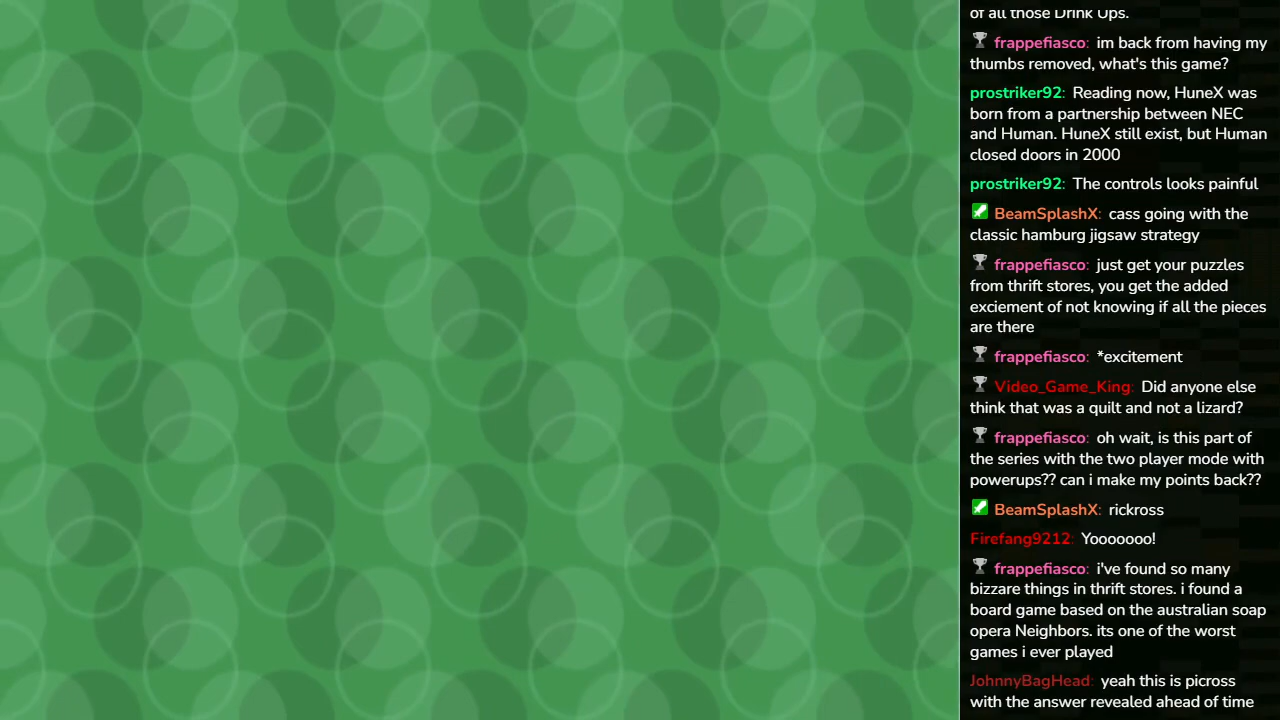 of all those Drink Ups.
frappefiasco: im back from having my
thumbs removed, what's this game?
prostriker92: Reading now, HuneX was
born from a partnership between NEC
and Human. HuneX still exist, but Human
closed doors in 2000
prostriker92: The controls looks painful
BeamSplashX: cass going with the
classic hamburg jigsaw strategy
frappefiasco: just get your puzzles
from thrift stores, you get the added
exciement of not knowing if all the pieces
are there
frappefiasco: *excitement
Video_Game_King: Did anyone else
think that was a quilt and not a lizard?
frappefiasco: oh wait, is this part of
the series with the two player mode with
powerups?? can i make my points back??
BeamSplashX: rickross
Firefang9212: Yooooooo!
frappefiasco: i've found so many
bizzare things in thrift stores. i found a
board game based on the australian soap
opera Neighbors. its one of the worst
games i ever played
JohnnyBagHead: yeah this is picross
with the answer revealed ahead of time